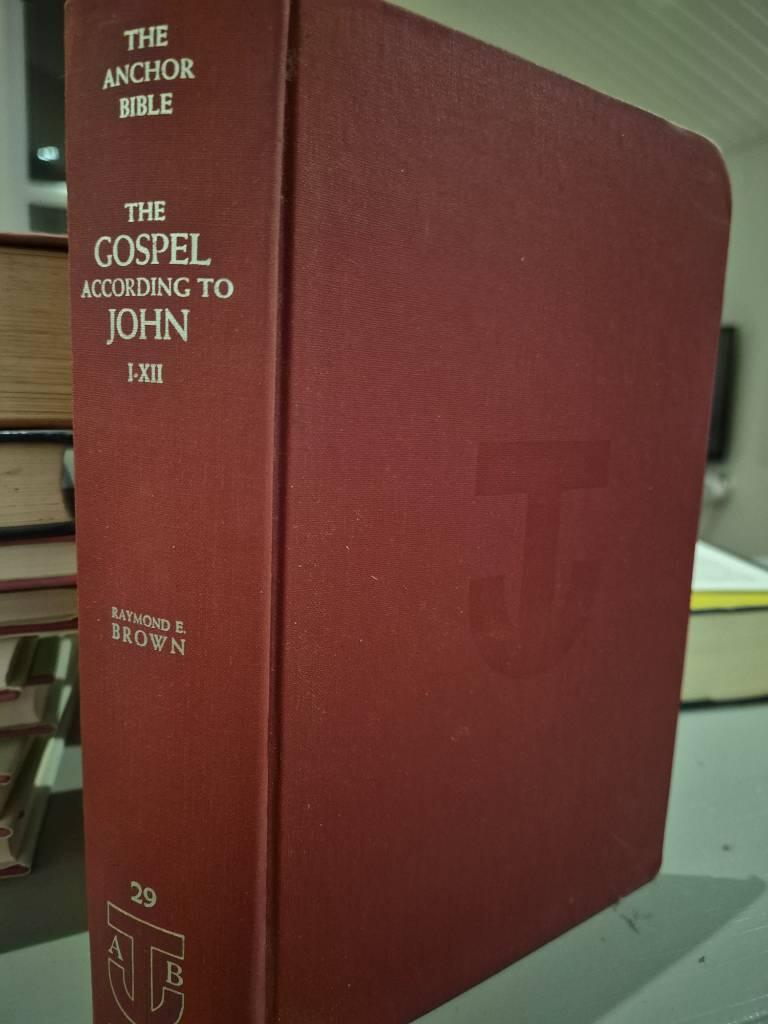 THE
ANCHOR
BIBLE
THE
GOSPEL
ACCORDING TO
JOHN
I-XII
RAYMOND E.
BROWN
29
A B